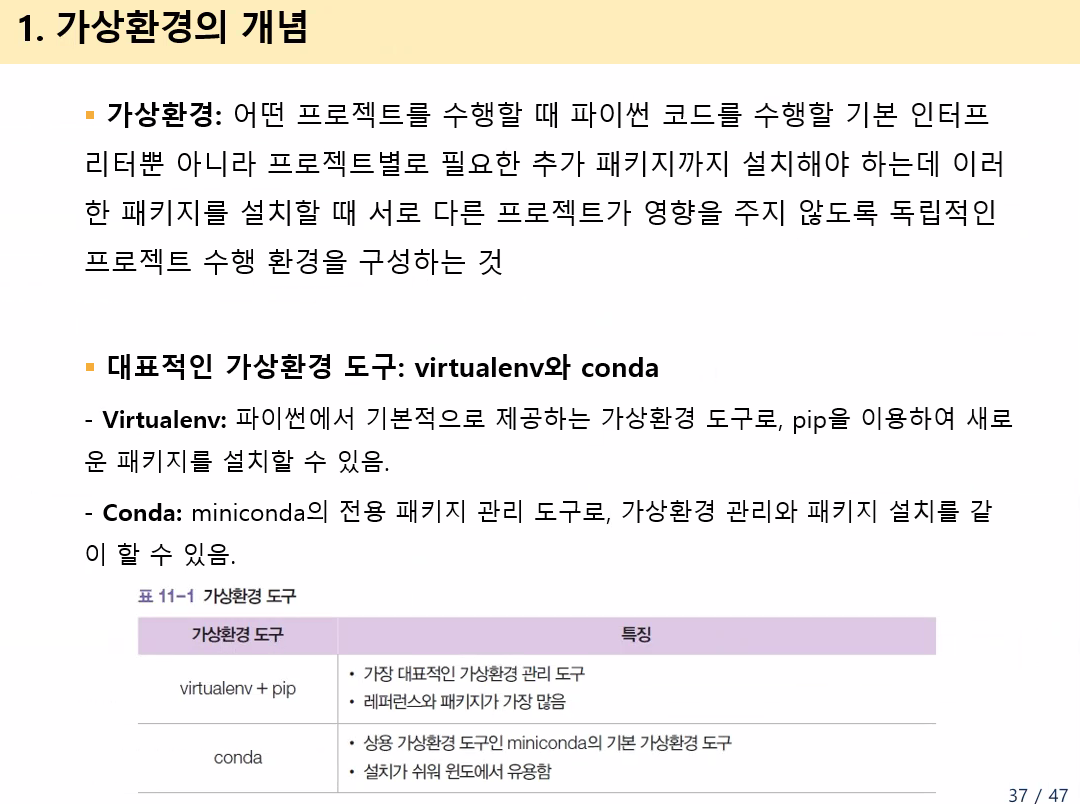 1. 가상환경의 개념
▪ 가상환경: 어떤 프로젝트를 수행할 때 파이썬 코드를 수행할 기본 인터프
리터뿐 아니라 프로젝트별로 필요한 추가 패키지까지 설치해야 하는데 이러
한 패키지를 설치할 때 서로 다른 프로젝트가 영향을 주지 않도록 독립적인
프로젝트 수행 환경을 구성하는 것
▪ 대표적인 가상환경 도구: virtualenv와 conda
- Virtualenv: 파이썬에서 기본적으로 제공하는 가상환경 도구로, pip을 이용하여 새로
운 패키지를 설치할 수 있음.
- Conda: miniconda의 전용 패키지 관리 도구로, 가상환경 관리와 패키지 설치를 같
이 할 수 있음.
표 11-1 가상환경 도구
가상환경 도구 특징
virtualenv + pip
• 가장 대표적인 가상환경 관리 도구
• 레퍼런스와 패키지가 가장 많음
conda
• 상용 가상환경 도구인 miniconda의 기본 가상환경 도구
• 설치가 쉬워 윈도에서 유용함
37 / 47